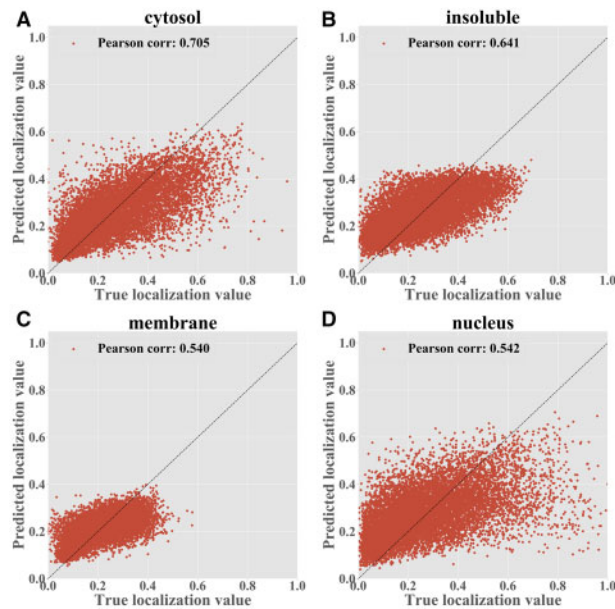 A
cytosol
Pearson corr: 0.705
1.0
0.8
0.6
0.4
0.2
0.0
0.0 0.2 0.4 0.6 0.8 1.0
Predicted localization value
True localization value
B
insoluble
Pearson corr: 0.641
1.0
0.8
0.6
0.4
0.2
0.0
0.0 0.2 0.4 0.6 0.8 1.0
Predicted localization value
True localization value
C
membrane
Pearson corr: 0.540
1.0
0.8
0.6
0.4
0.2
0.0
0.0 0.2 0.4 0.6 0.8 1.0
Predicted localization value
True localization value
D
nucleus
Pearson corr: 0.542
1.0
0.8
0.6
0.4
0.2
0.0
0.0 0.2 0.4 0.6 0.8 1.0
Predicted localization value
True localization value